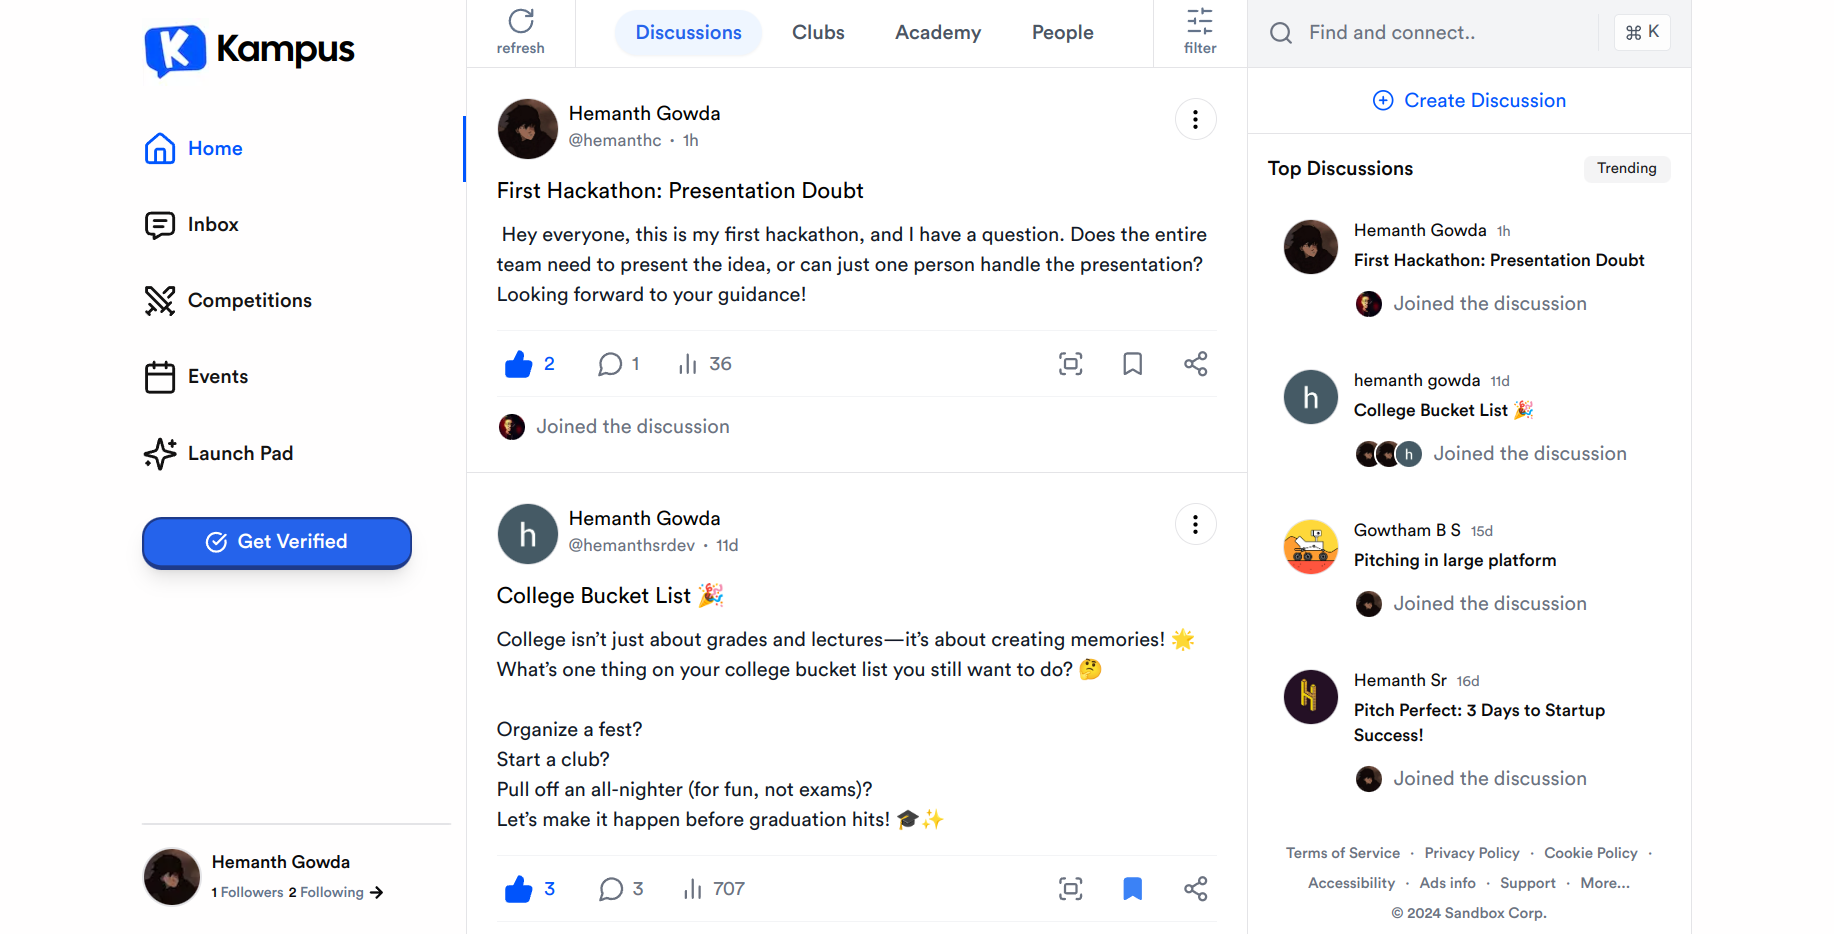 Kampus
Home
Inbox
Competitions
Events
Launch Pad
Get Verified
Hemanth Gowda
1 Followers 2 Following
refresh
Discussions
Clubs
Academy
People
filter
Hemanth Gowda
@hemanthc · 1h
First Hackathon: Presentation Doubt
Hey everyone, this is my first hackathon, and I have a question. Does the entire
team need to present the idea, or can just one person handle the presentation?
Looking forward to your guidance!
2 1 36
Joined the discussion
h
Hemanth Gowda
@hemanthsrdev · 11d
College Bucket List 🎉
College isn’t just about grades and lectures—it’s about creating memories! 🌟
What’s one thing on your college bucket list you still want to do? 🤔
Organize a fest?
Start a club?
Pull off an all-nighter (for fun, not exams)?
Let’s make it happen before graduation hits! 🎓✨
3 3 707
Find and connect..
⌘ K
Create Discussion
Top Discussions
Trending
Hemanth Gowda 1h
First Hackathon: Presentation Doubt
Joined the discussion
h
hemanth gowda 11d
College Bucket List 🎉
h
Joined the discussion
Gowtham B S 15d
Pitching in large platform
Joined the discussion
Hemanth Sr 16d
Pitch Perfect: 3 Days to Startup
Success!
Joined the discussion
Terms of Service · Privacy Policy · Cookie Policy ·
Accessibility · Ads info · Support · More...
© 2024 Sandbox Corp.